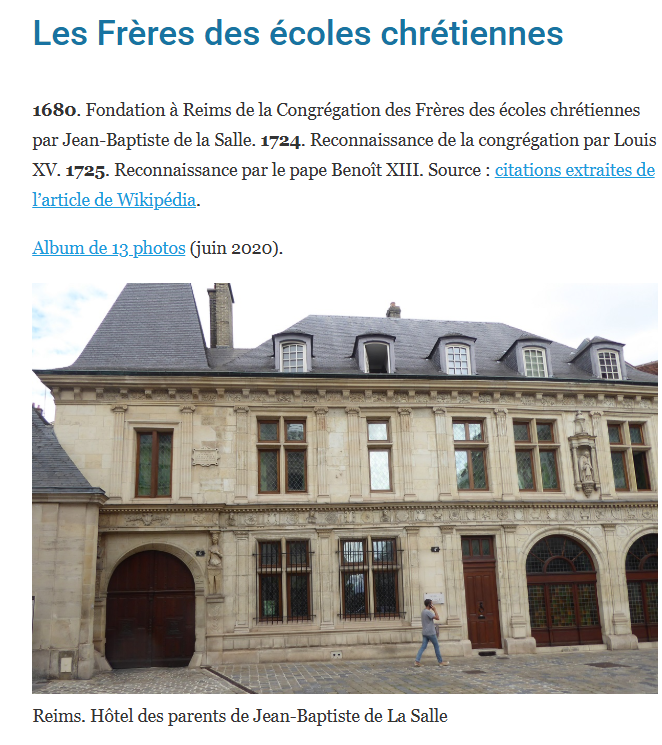 Les Frères des écoles chrétiennes
1680. Fondation à Reims de la Congrégation des Frères des écoles chrétiennes
par Jean-Baptiste de la Salle. 1724. Reconnaissance de la congrégation par Louis
XV. 1725. Reconnaissance par le pape Benoît XIII. Source : citations extraites de
l’article de Wikipédia.
Album de 13 photos (juin 2020).
Reims. Hôtel des parents de Jean-Baptiste de La Salle